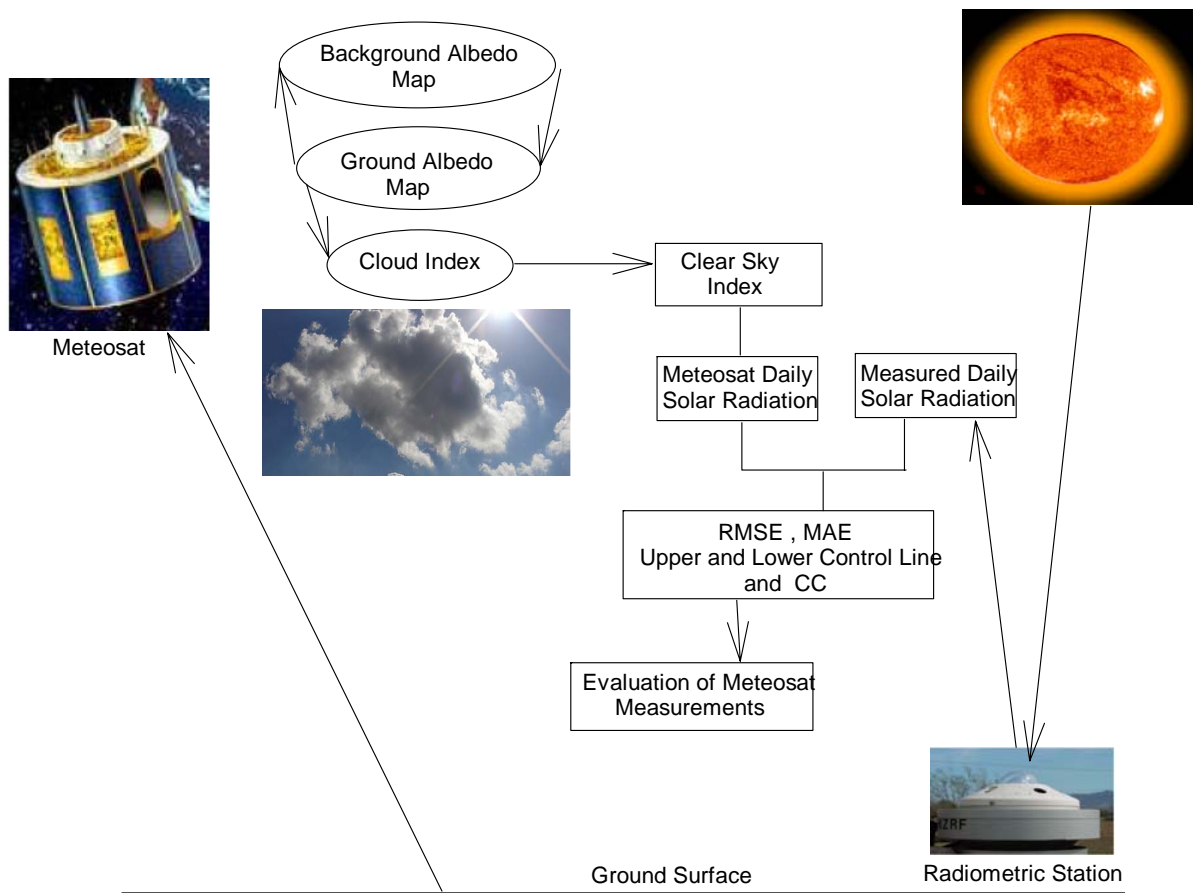 Background Albedo
Map
Ground Albedo
Map
Cloud Index
Clear Sky
Index
Meteosat
Meteosat Daily
Solar Radiation
Measured Daily
Solar Radiation
RMSE , MAE
Upper and Lower Control Line
and CC
Evaluation of Meteosat
Measurements
IZRF
Ground Surface
Radiometric Station